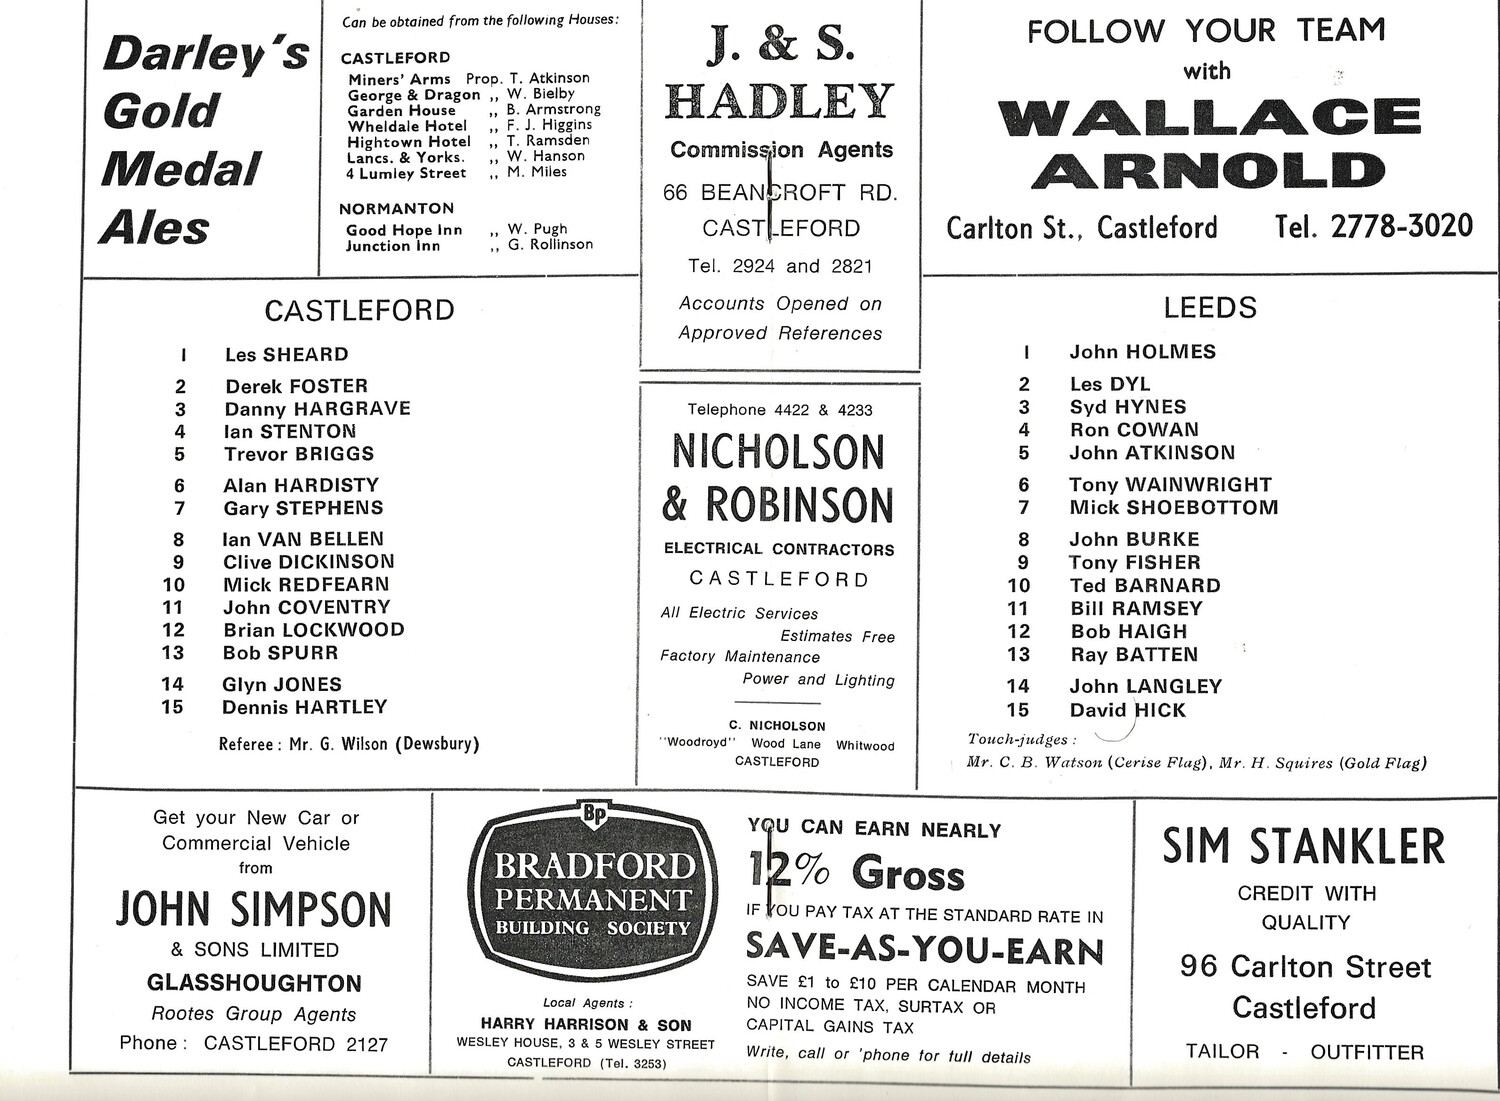 Darley's
Gold
Medal
Ales
Can be obtained from the following Houses:
CASTLEFORD
Miners' Arms Prop. T. Atkinson
George & Dragon ,, W. Bielby
Garden House ,, B. Armstrong
Wheldale Hotel ,, F. J. Higgins
Hightown Hotel ,, T. Ramsden
Lancs. & Yorks. ,, W. Hanson
4 Lumley Street ,, M. Miles
NORMANTON
Good Hope Inn ,, W. Pugh
Junction Inn ,, G. Rollinson
J. & S.
HADLEY
Commission Agents
66 BEANCROFT RD.
CASTLEFORD
Tel. 2924 and 2821
Accounts Opened on
Approved References
FOLLOW YOUR TEAM
with
WALLACE
ARNOLD
Carlton St., Castleford Tel. 2778-3020
CASTLEFORD
1 Les SHEARD
2 Derek FOSTER
3 Danny HARGRAVE
4 Ian STENTON
5 Trevor BRIGGS
6 Alan HARDISTY
7 Gary STEPHENS
8 Ian VAN BELLEN
9 Clive DICKINSON
10 Mick REDFEARN
11 John COVENTRY
12 Brian LOCKWOOD
13 Bob SPURR
14 Glyn JONES
15 Dennis HARTLEY
Referee : Mr. G. Wilson (Dewsbury)
Telephone 4422 & 4233
NICHOLSON
& ROBINSON
ELECTRICAL CONTRACTORS
CASTLEFORD
All Electric Services
Estimates Free
Factory Maintenance
Power and Lighting
C. NICHOLSON
"Woodroyd" Wood Lane Whitwood
CASTLEFORD
LEEDS
1 John HOLMES
2 Les DYL
3 Syd HYNES
4 Ron COWAN
5 John ATKINSON
6 Tony WAINWRIGHT
7 Mick SHOEBOTTOM
8 John BURKE
9 Tony FISHER
10 Ted BARNARD
11 Bill RAMSEY
12 Bob HAIGH
13 Ray BATTEN
14 John LANGLEY
15 David HICK
Touch-judges :
Mr. C. B. Watson (Cerise Flag), Mr. H. Squires (Gold Flag)
Get your New Car or
Commercial Vehicle
from
JOHN SIMPSON
& SONS LIMITED
GLASSHOUGHTON
Rootes Group Agents
Phone : CASTLEFORD 2127
Bp
BRADFORD
PERMANENT
BUILDING SOCIETY
Local Agents :
HARRY HARRISON & SON
WESLEY HOUSE, 3 & 5 WESLEY STREET
CASTLEFORD (Tel. 3253)
YOU CAN EARN NEARLY
12% Gross
IF YOU PAY TAX AT THE STANDARD RATE IN
SAVE-AS-YOU-EARN
SAVE £1 to £10 PER CALENDAR MONTH
NO INCOME TAX, SURTAX OR
CAPITAL GAINS TAX
Write, call or 'phone for full details
SIM STANKLER
CREDIT WITH
QUALITY
96 Carlton Street
Castleford
TAILOR - OUTFITTER